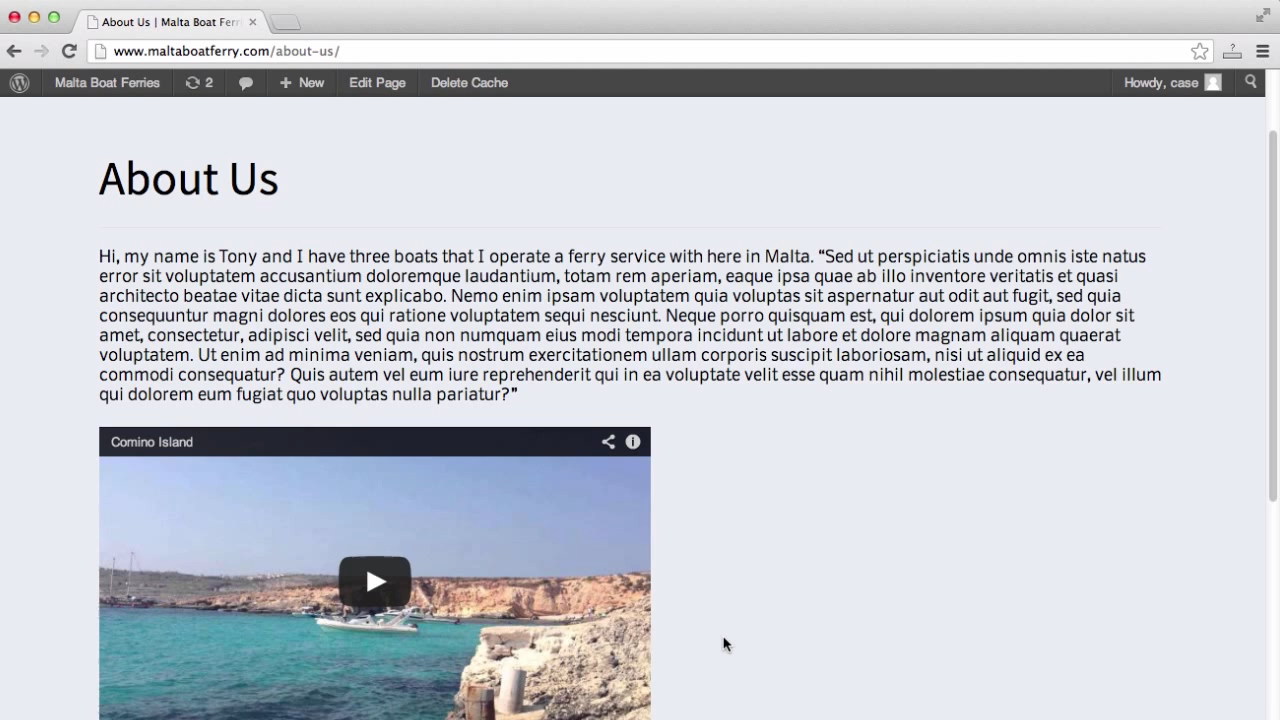 About Us | Malta Boat Ferr
www.maltaboatferry.com/about-us/
Malta Boat Ferries 2 New Edit Page Delete Cache Howdy, case
About Us
Hi, my name is Tony and I have three boats that I operate a ferry service with here in Malta. “Sed ut perspiciatis unde omnis iste natus
error sit voluptatem accusantium doloremque laudantium, totam rem aperiam, eaque ipsa quae ab illo inventore veritatis et quasi
architecto beatae vitae dicta sunt explicabo. Nemo enim ipsam voluptatem quia voluptas sit aspernatur aut odit aut fugit, sed quia
consequuntur magni dolores eos qui ratione voluptatem sequi nesciunt. Neque porro quisquam est, qui dolorem ipsum quia dolor sit
amet, consectetur, adipisci velit, sed quia non numquam eius modi tempora incidunt ut labore et dolore magnam aliquam quaerat
voluptatem. Ut enim ad minima veniam, quis nostrum exercitationem ullam corporis suscipit laboriosam, nisi ut aliquid ex ea
commodi consequatur? Quis autem vel eum iure reprehenderit qui in ea voluptate velit esse quam nihil molestiae consequatur, vel illum
qui dolorem eum fugiat quo voluptas nulla pariatur?”
Comino Island